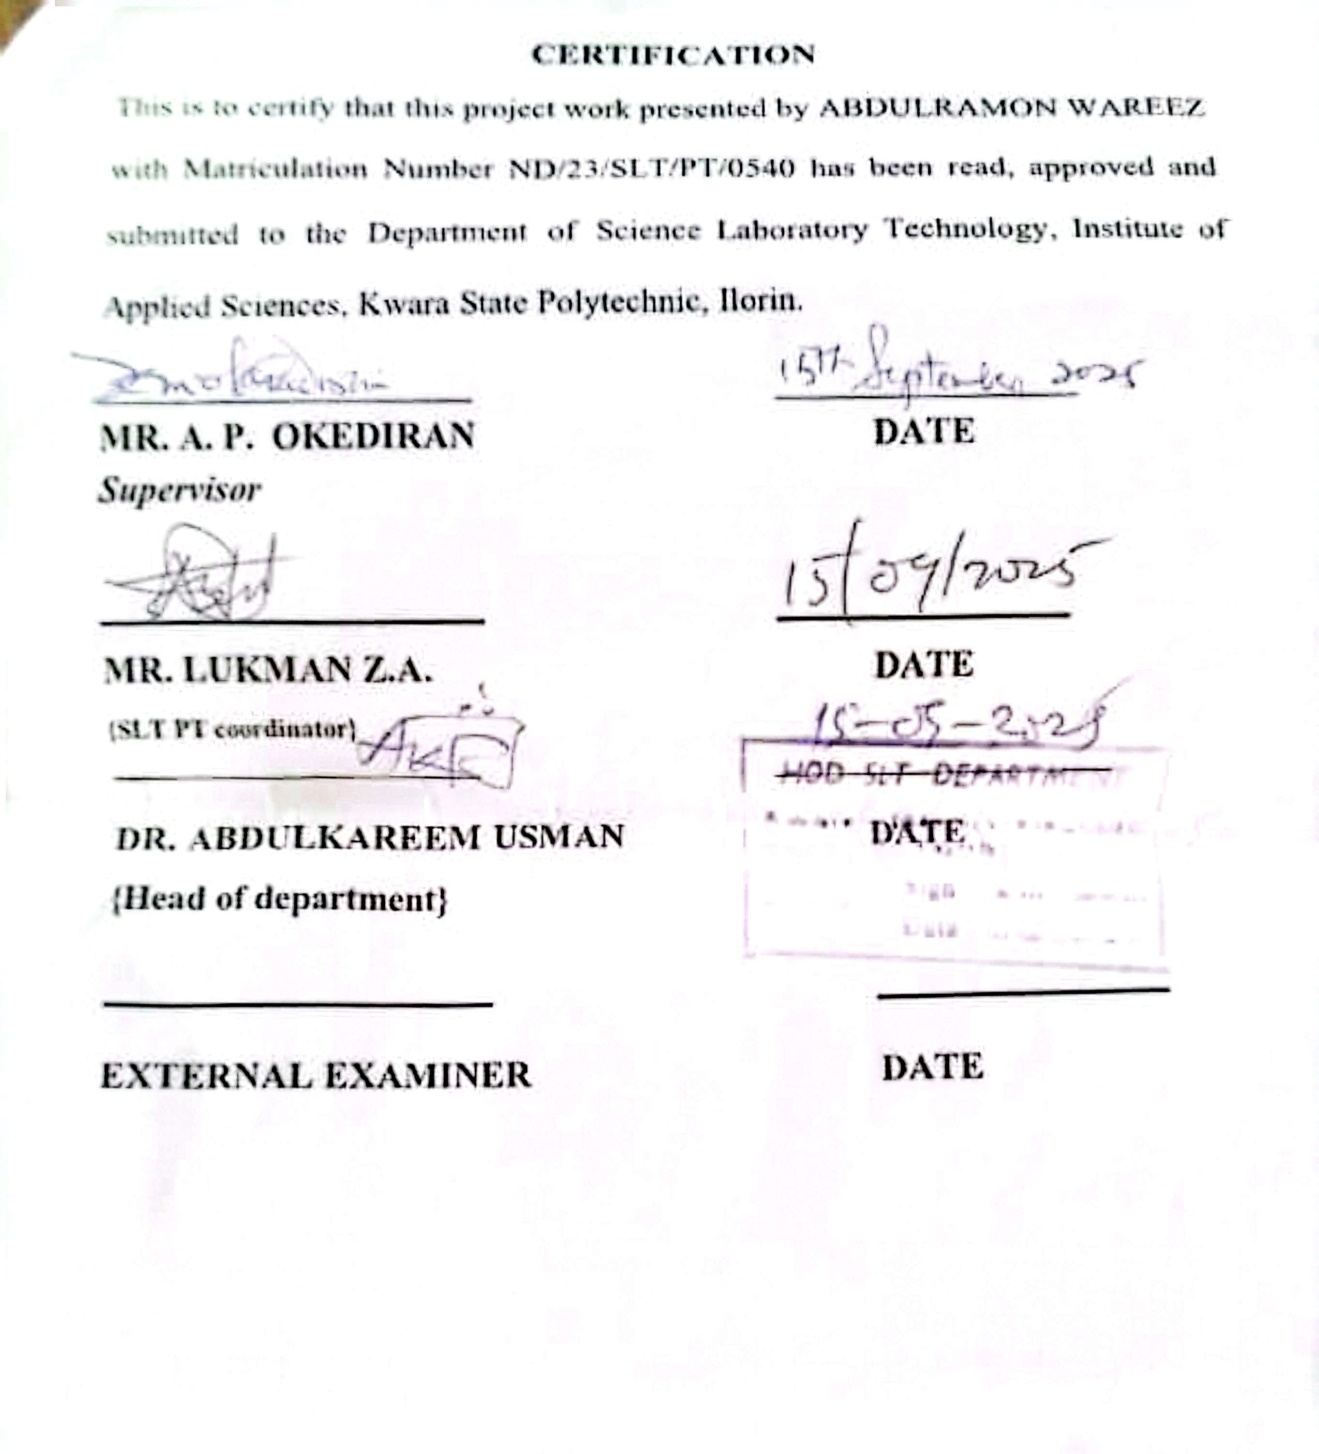 CERTIFICATION
This is to certify that this project work presented by ABDULRAMON WAREEZ
with Matriculation Number ND/23/SLT/PT/0540 has been read, approved and
submitted to the Department of Science Laboratory Technology, Institute of
Applied Sciences, Kwara State Polytechnic, Ilorin.
15th September 2025
MR. A. P. OKEDIRAN DATE
Supervisor
15/09/2025
MR. LUKMAN Z.A. DATE
{SLT PT coordinator} 15-05-2025
HOD SLT DEPARTMENT
DR. ABDULKAREEM USMAN DATE
{Head of department}
Sign
Date
EXTERNAL EXAMINER DATE